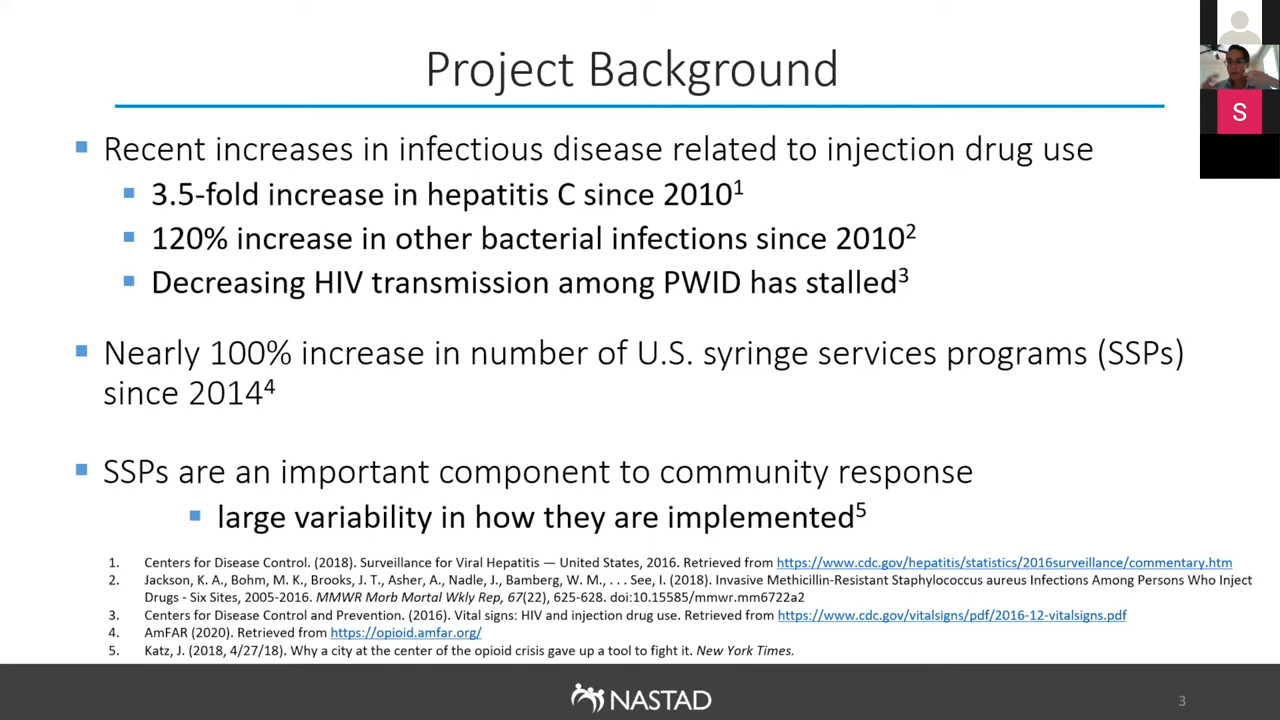 Project Background
S
Recent increases in infectious disease related to injection drug use
3.5-fold increase in hepatitis C since 2010¹
120% increase in other bacterial infections since 2010²
Decreasing HIV transmission among PWID has stalled³
Nearly 100% increase in number of U.S. syringe services programs (SSPs)
since 2014⁴
SSPs are an important component to community response
large variability in how they are implemented⁵
1. Centers for Disease Control. (2018). Surveillance for Viral Hepatitis — United States, 2016. Retrieved from https://www.cdc.gov/hepatitis/statistics/2016surveillance/commentary.htm
2. Jackson, K. A., Bohm, M. K., Brooks, J. T., Asher, A., Nadle, J., Bamberg, W. M., . . . See, I. (2018). Invasive Methicillin-Resistant Staphylococcus aureus Infections Among Persons Who Inject
Drugs - Six Sites, 2005-2016. MMWR Morb Mortal Wkly Rep, 67(22), 625-628. doi:10.15585/mmwr.mm6722a2
3. Centers for Disease Control and Prevention. (2016). Vital signs: HIV and injection drug use. Retrieved from https://www.cdc.gov/vitalsigns/pdf/2016-12-vitalsigns.pdf
4. AmFAR (2020). Retrieved from https://opioid.amfar.org/
5. Katz, J. (2018, 4/27/18). Why a city at the center of the opioid crisis gave up a tool to fight it. New York Times.
NASTAD
3